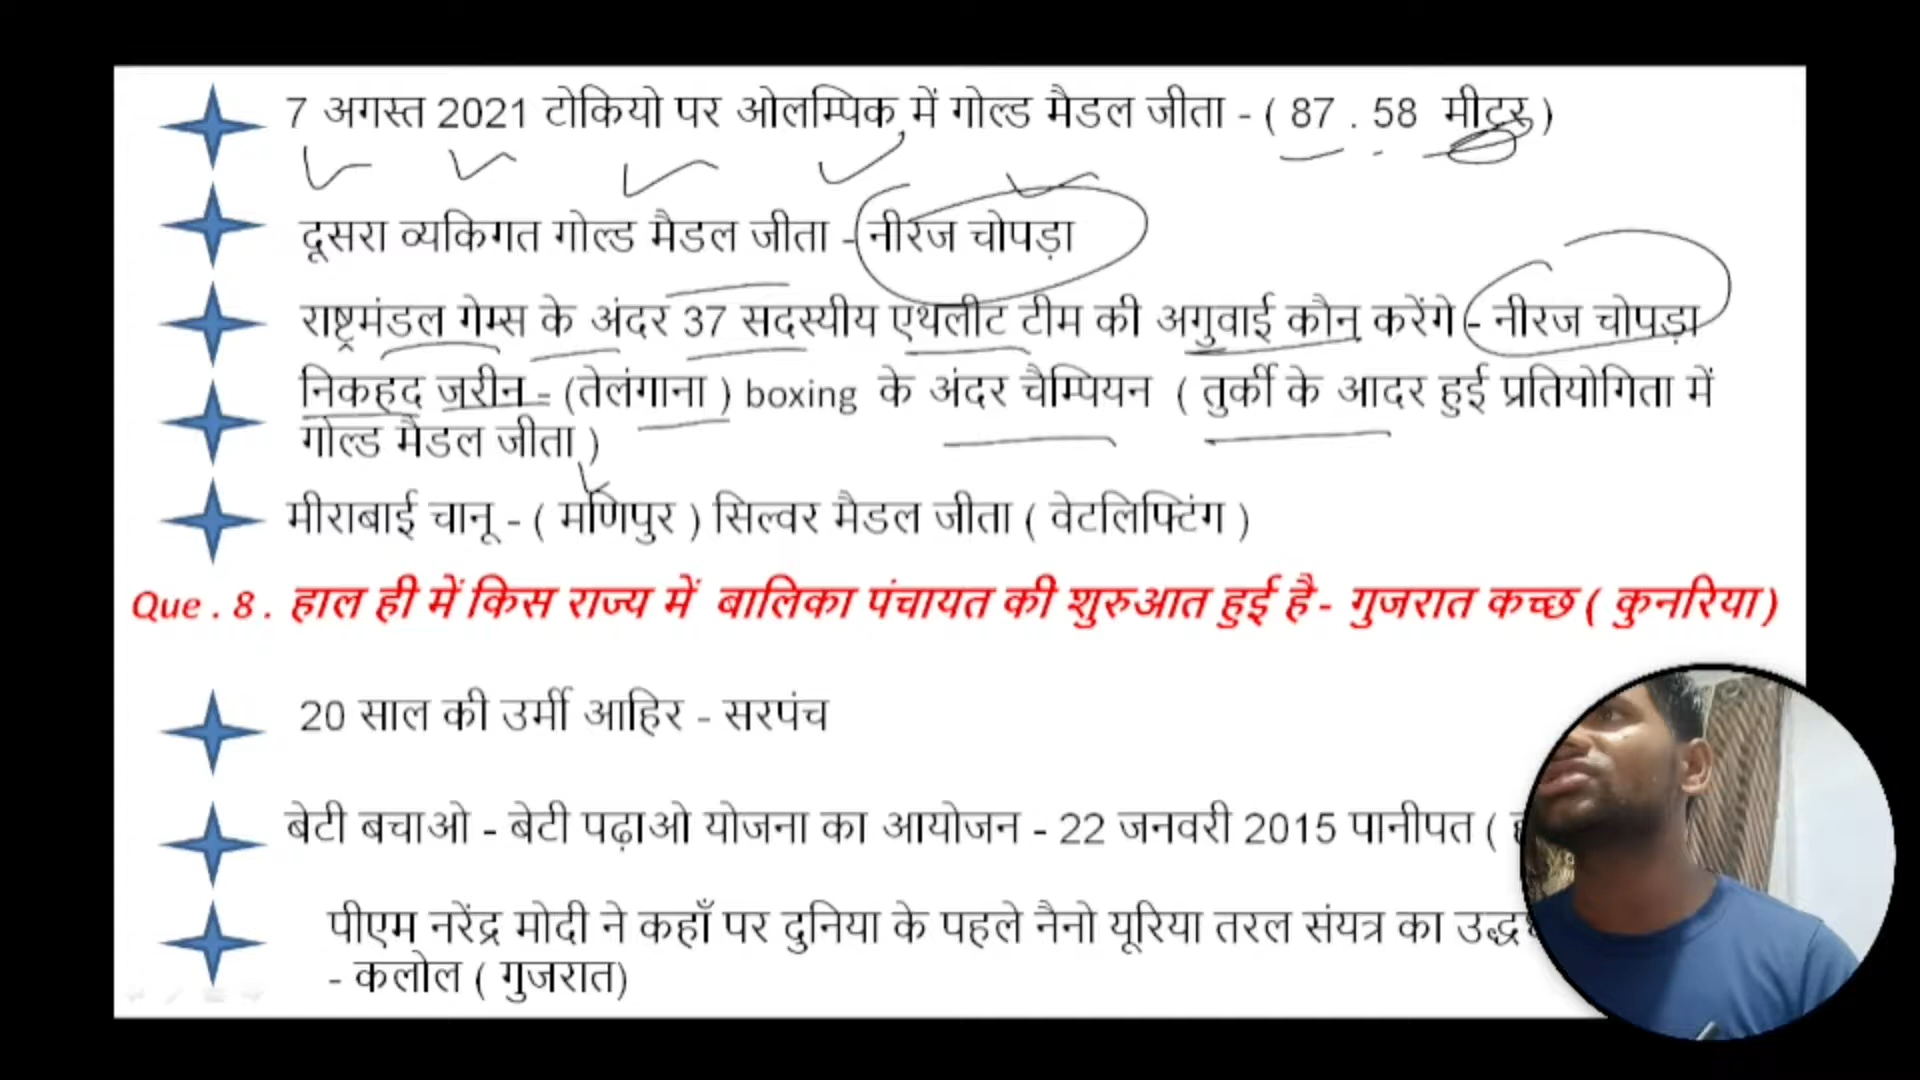 7 अगस्त 2021 टोकियो पर ओलम्पिक में गोल्ड मैडल जीता - ( 87 . 58 मीटर )
दूसरा व्यकिगत गोल्ड मैडल जीता - नीरज चोपड़ा
राष्ट्रमंडल गेम्स के अंदर 37 सदस्यीय एथलीट टीम की अगुवाई कौन करेंगे - नीरज चोपड़ा
निकहद जरीन - (तेलंगाना ) boxing के अंदर चैम्पियन ( तुर्की के आदर हुई प्रतियोगिता में
गोल्ड मैडल जीता )
मीराबाई चानू - ( मणिपुर ) सिल्वर मैडल जीता ( वेटलिफ्टिंग )
Que . 8 . हाल ही में किस राज्य में बालिका पंचायत की शुरुआत हुई है - गुजरात कच्छ ( कुनरिया )
20 साल की उर्मी आहिर - सरपंच
बेटी बचाओ - बेटी पढ़ाओ योजना का आयोजन - 22 जनवरी 2015 पानीपत (
पीएम नरेंद्र मोदी ने कहाँ पर दुनिया के पहले नैनो यूरिया तरल संयत्र का
- कलोल ( गुजरात)